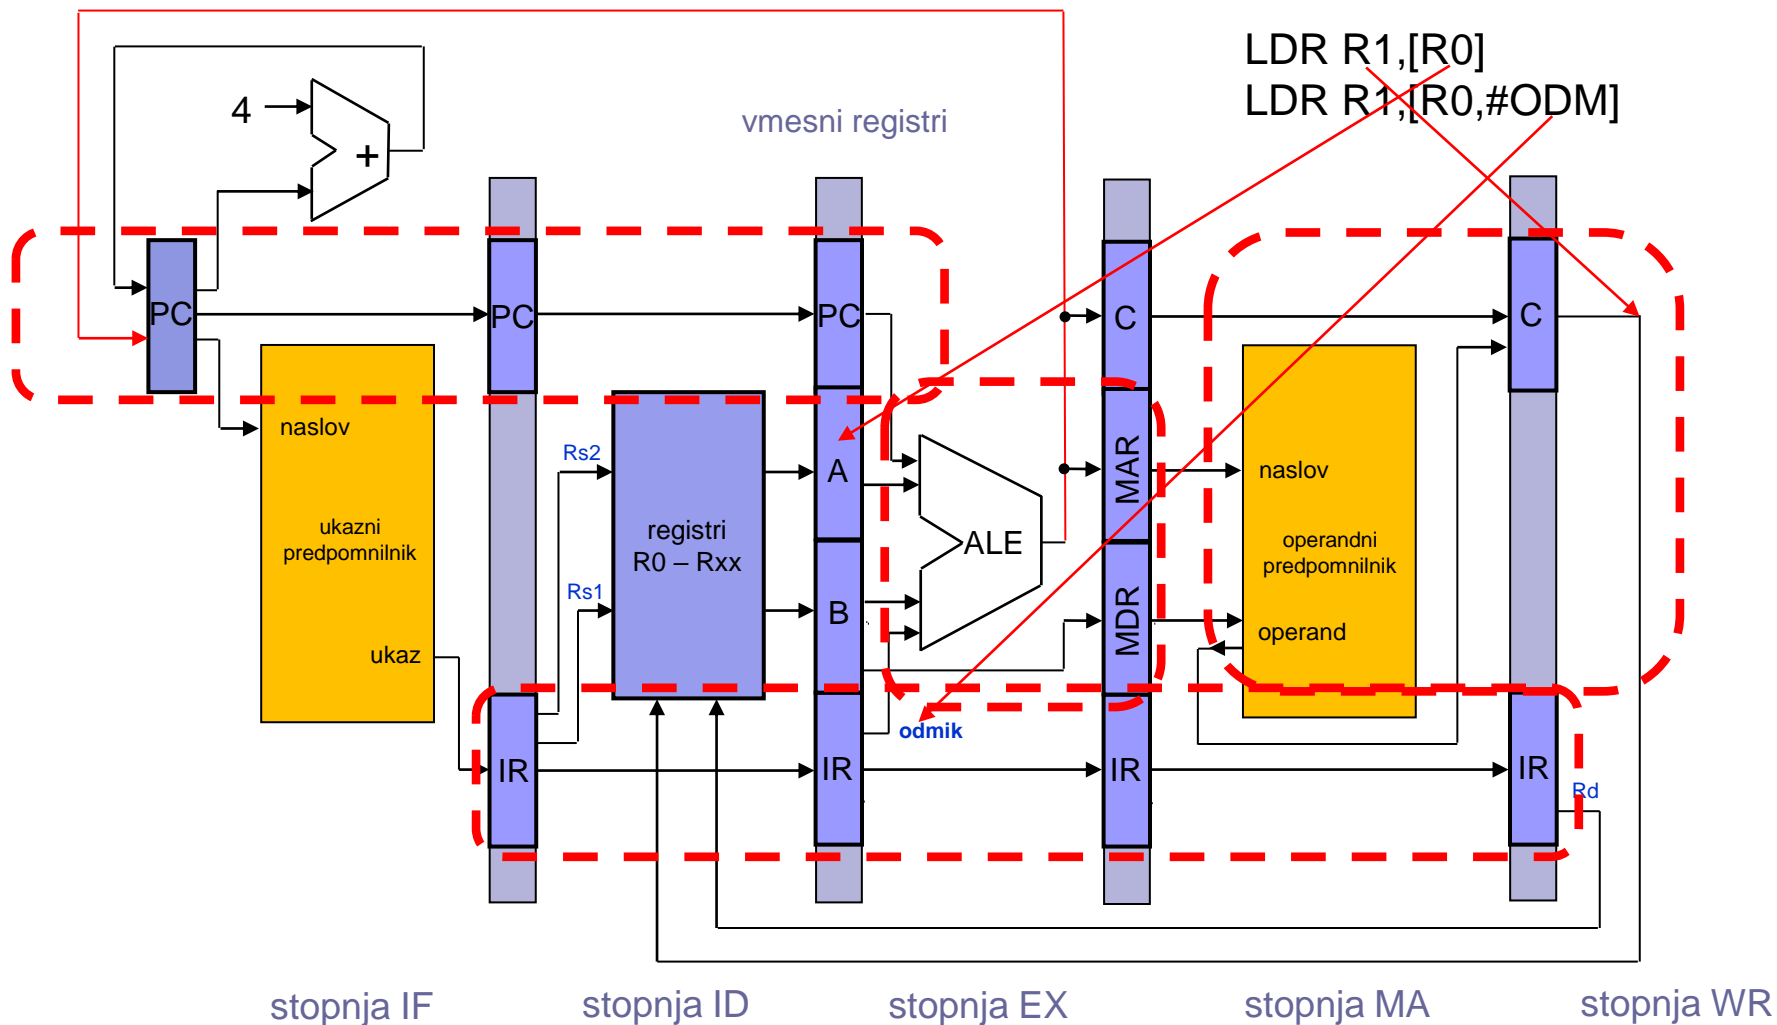 LDR R1,[R0]
LDR R1,[R0,#ODM]
4
+
vmesni registri
PC
PC
PC
C
C
naslov
ukazni
predpomnilnik
ukaz
Rs2
Rs1
registri
R0 – Rxx
A
B
ALE
MAR
MDR
naslov
operandni
predpomnilnik
operand
odmik
IR
IR
IR
IR
Rd
stopnja IF
stopnja ID
stopnja EX
stopnja MA
stopnja WR